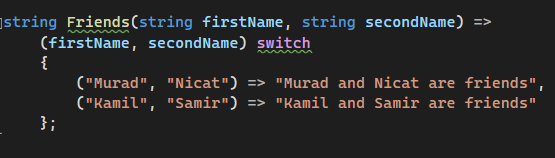 string Friends(string firstName, string secondName) =>
(firstName, secondName) switch
{
("Murad", "Nicat") => "Murad and Nicat are friends",
("Kamil", "Samir") => "Kamil and Samir are friends"
};